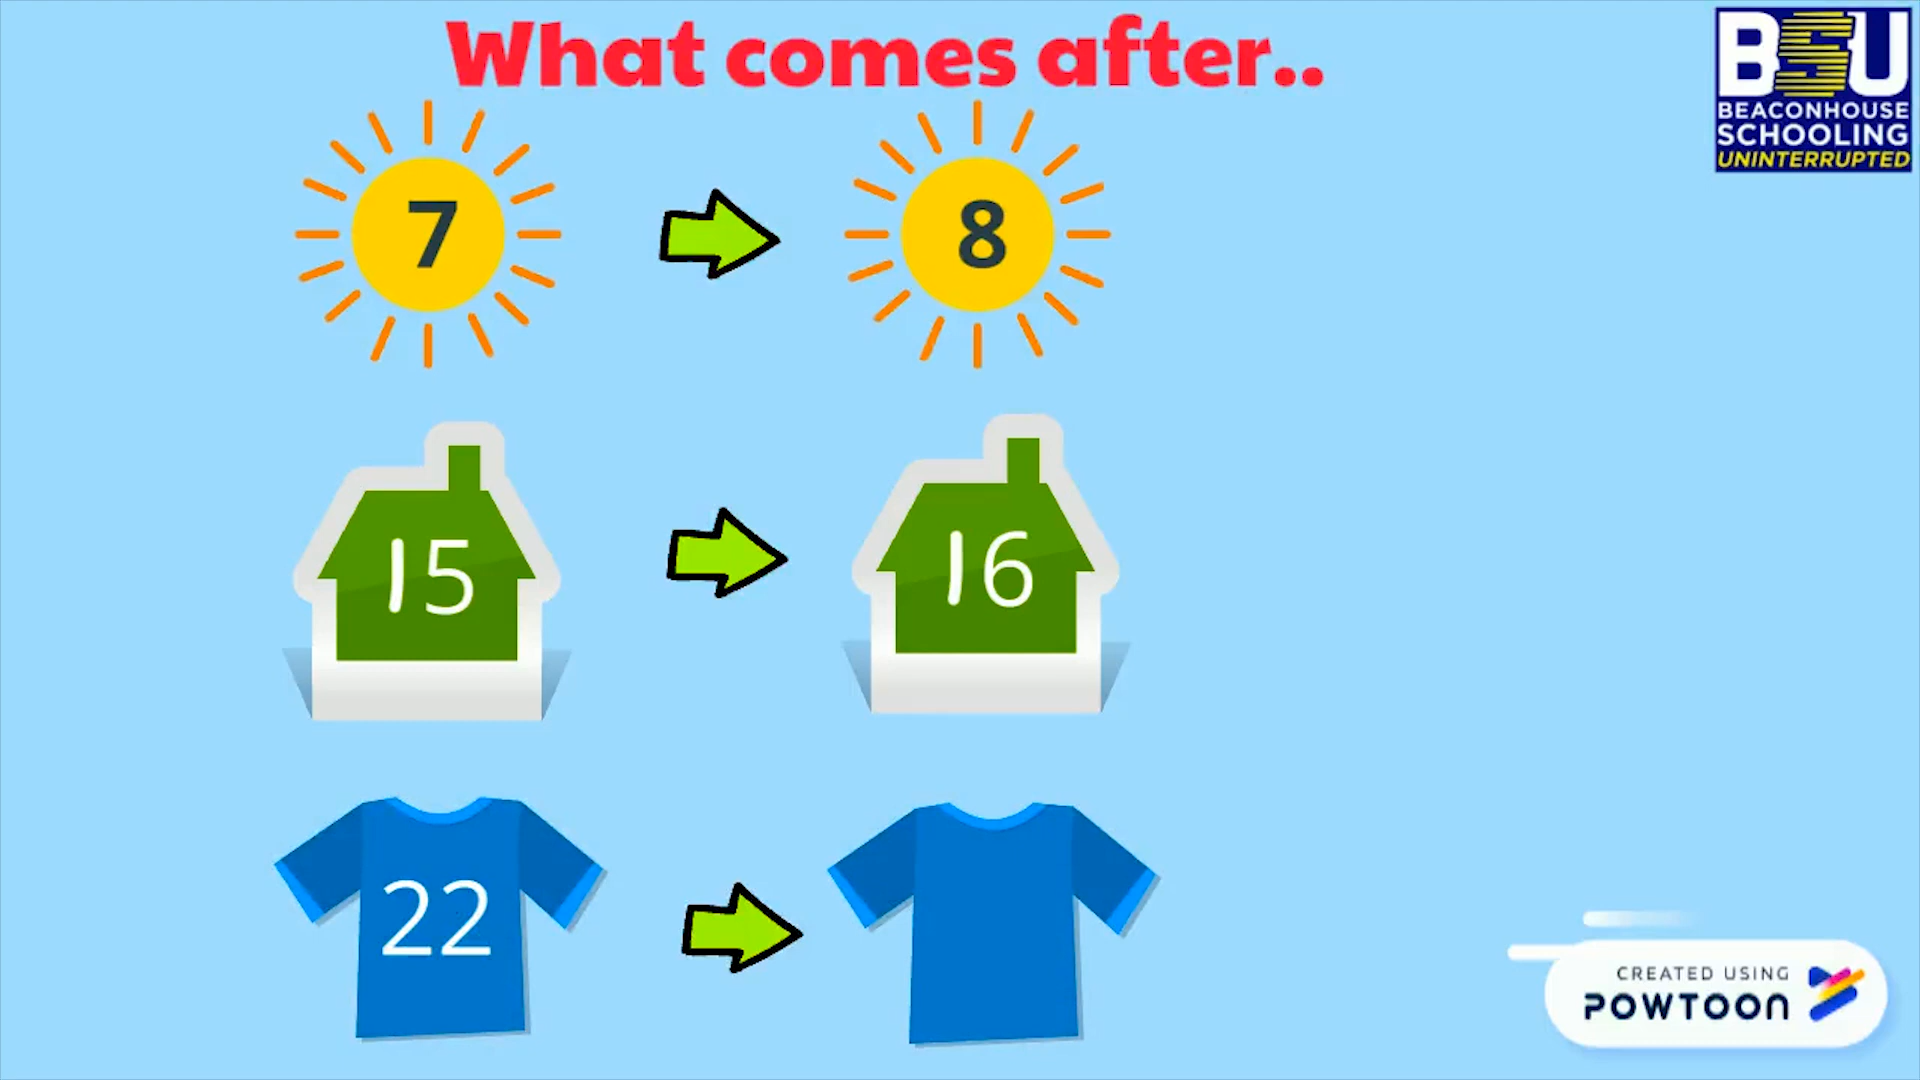 What comes after..
BSU
BEACONHOUSE
SCHOOLING
UNINTERRUPTED
7
8
15
16
22
CREATED USING
POWTOON